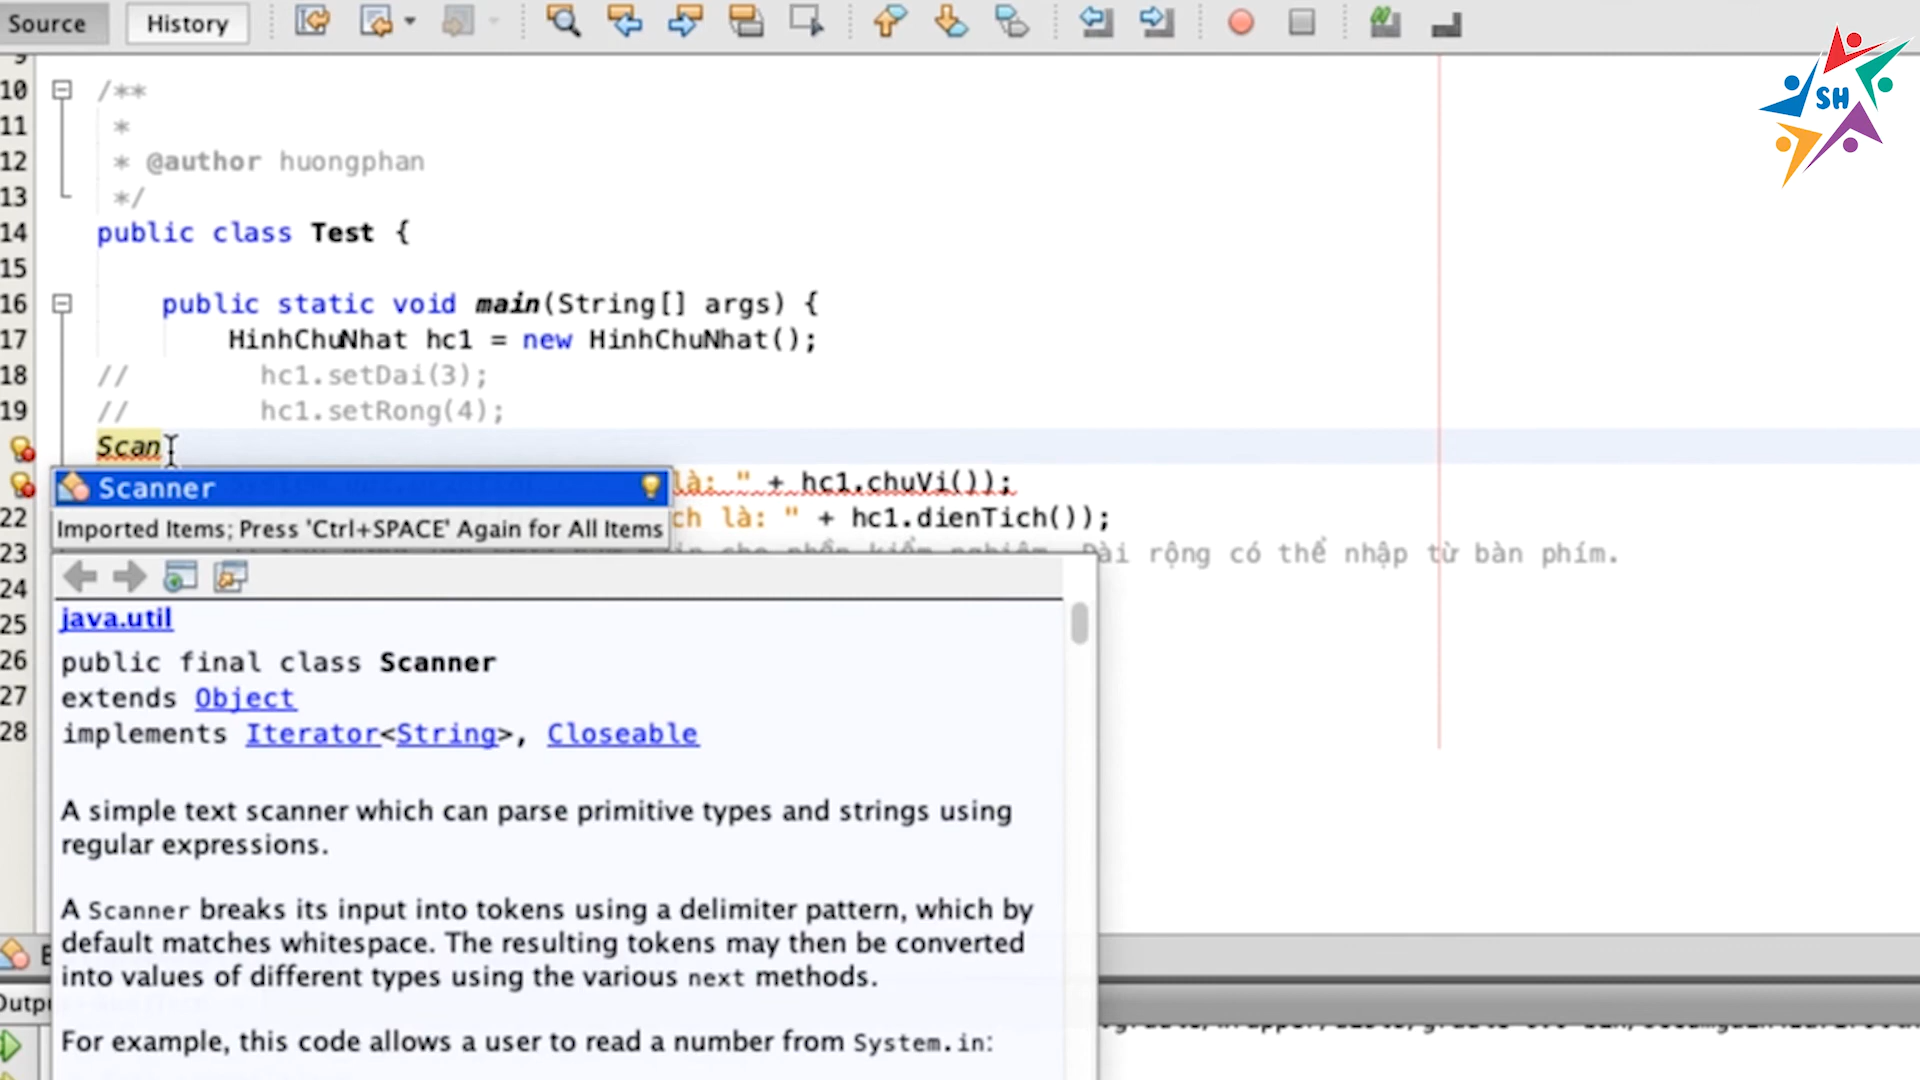 Source History
SH
10 /**
11 *
12 * @author huongphan
13 */
14 public class Test {
15
16 public static void main(String[] args) {
17 HinhChuNhat hc1 = new HinhChuNhat();
18 // hc1.setDai(3);
19 // hc1.setRong(4);
Scan
Scanner là: " + hc1.chuVi());
22 ch là: " + hc1.dienTich());
Imported Items; Press 'Ctrl+SPACE' Again for All Items
23 rộng có thể nhập từ bàn phím.
24
java.util
25
26 public final class Scanner
27 extends Object
28 implements Iterator<String>, Closeable
A simple text scanner which can parse primitive types and strings using
regular expressions.
A Scanner breaks its input into tokens using a delimiter pattern, which by
default matches whitespace. The resulting tokens may then be converted
into values of different types using the various next methods.
For example, this code allows a user to read a number from System.in: